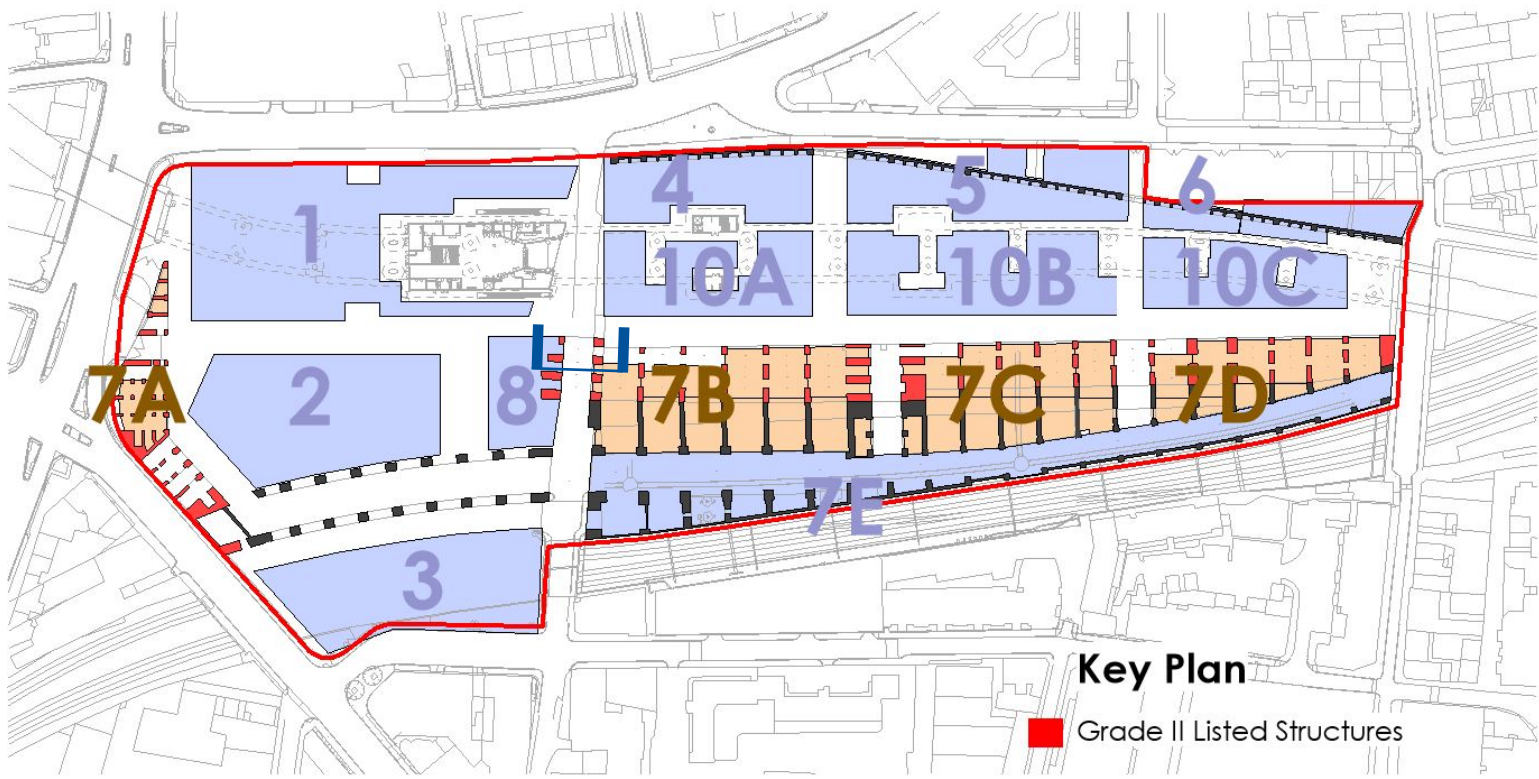 4
5
6
1
10A
10B
10C
7A
2
8
7B
7C
7D
7E
3
Key Plan
Grade II Listed Structures